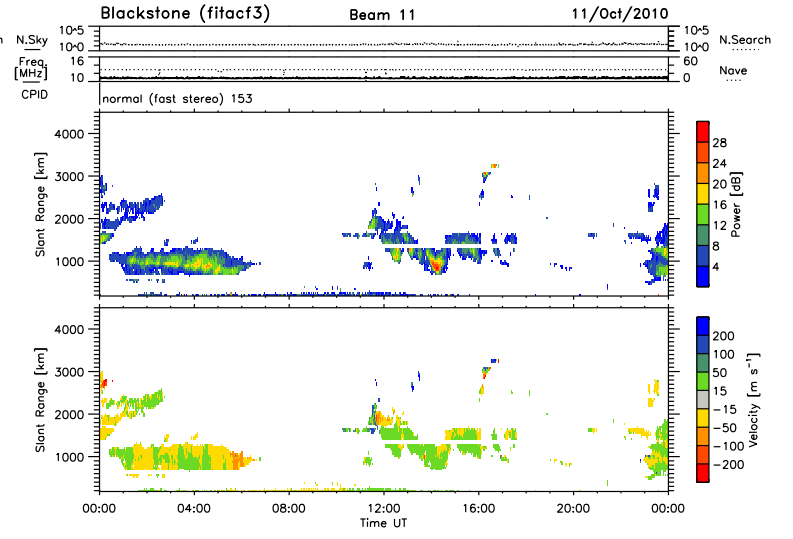 Blackstone (fitacf3) Beam 11 11/Oct/2010
n N.Sky 10^5 10^5 N.Search
10^0 10^0
Freq. 16 60 Nave
[MHz] 10 0
CPID normal (fast stereo) 153
Slant Range [km]
4000
3000
2000
1000
28
24
20
16
12
8
4
Power [dB]
Slant Range [km]
4000
3000
2000
1000
200
100
50
15
-15
-50
-100
-200
Velocity [m s⁻¹]
00:00 04:00 08:00 12:00 16:00 20:00 00:00
Time UT